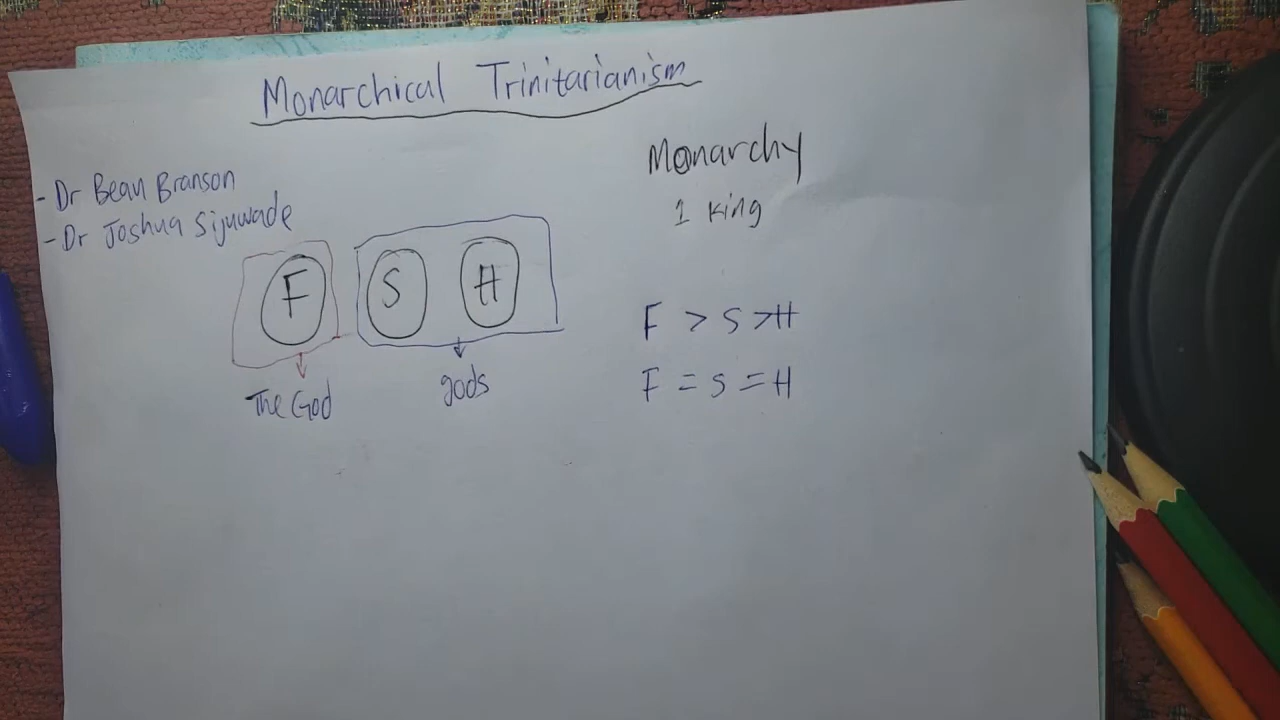 Monarchical Trinitarianism
- Dr Beau Branson
- Dr Joshua Sijuwade
F S H
The God
gods
Monarchy
1 King
F > S > H
F = S = H